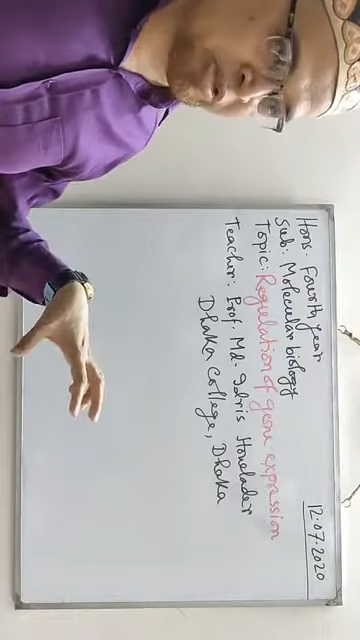 12.07.2020
Hons. Fourth year
Sub: Molecular biology
Topic: Regulation of gene expression
Teacher: Prof. Md. Idris Howlader
Dhaka College, Dhaka